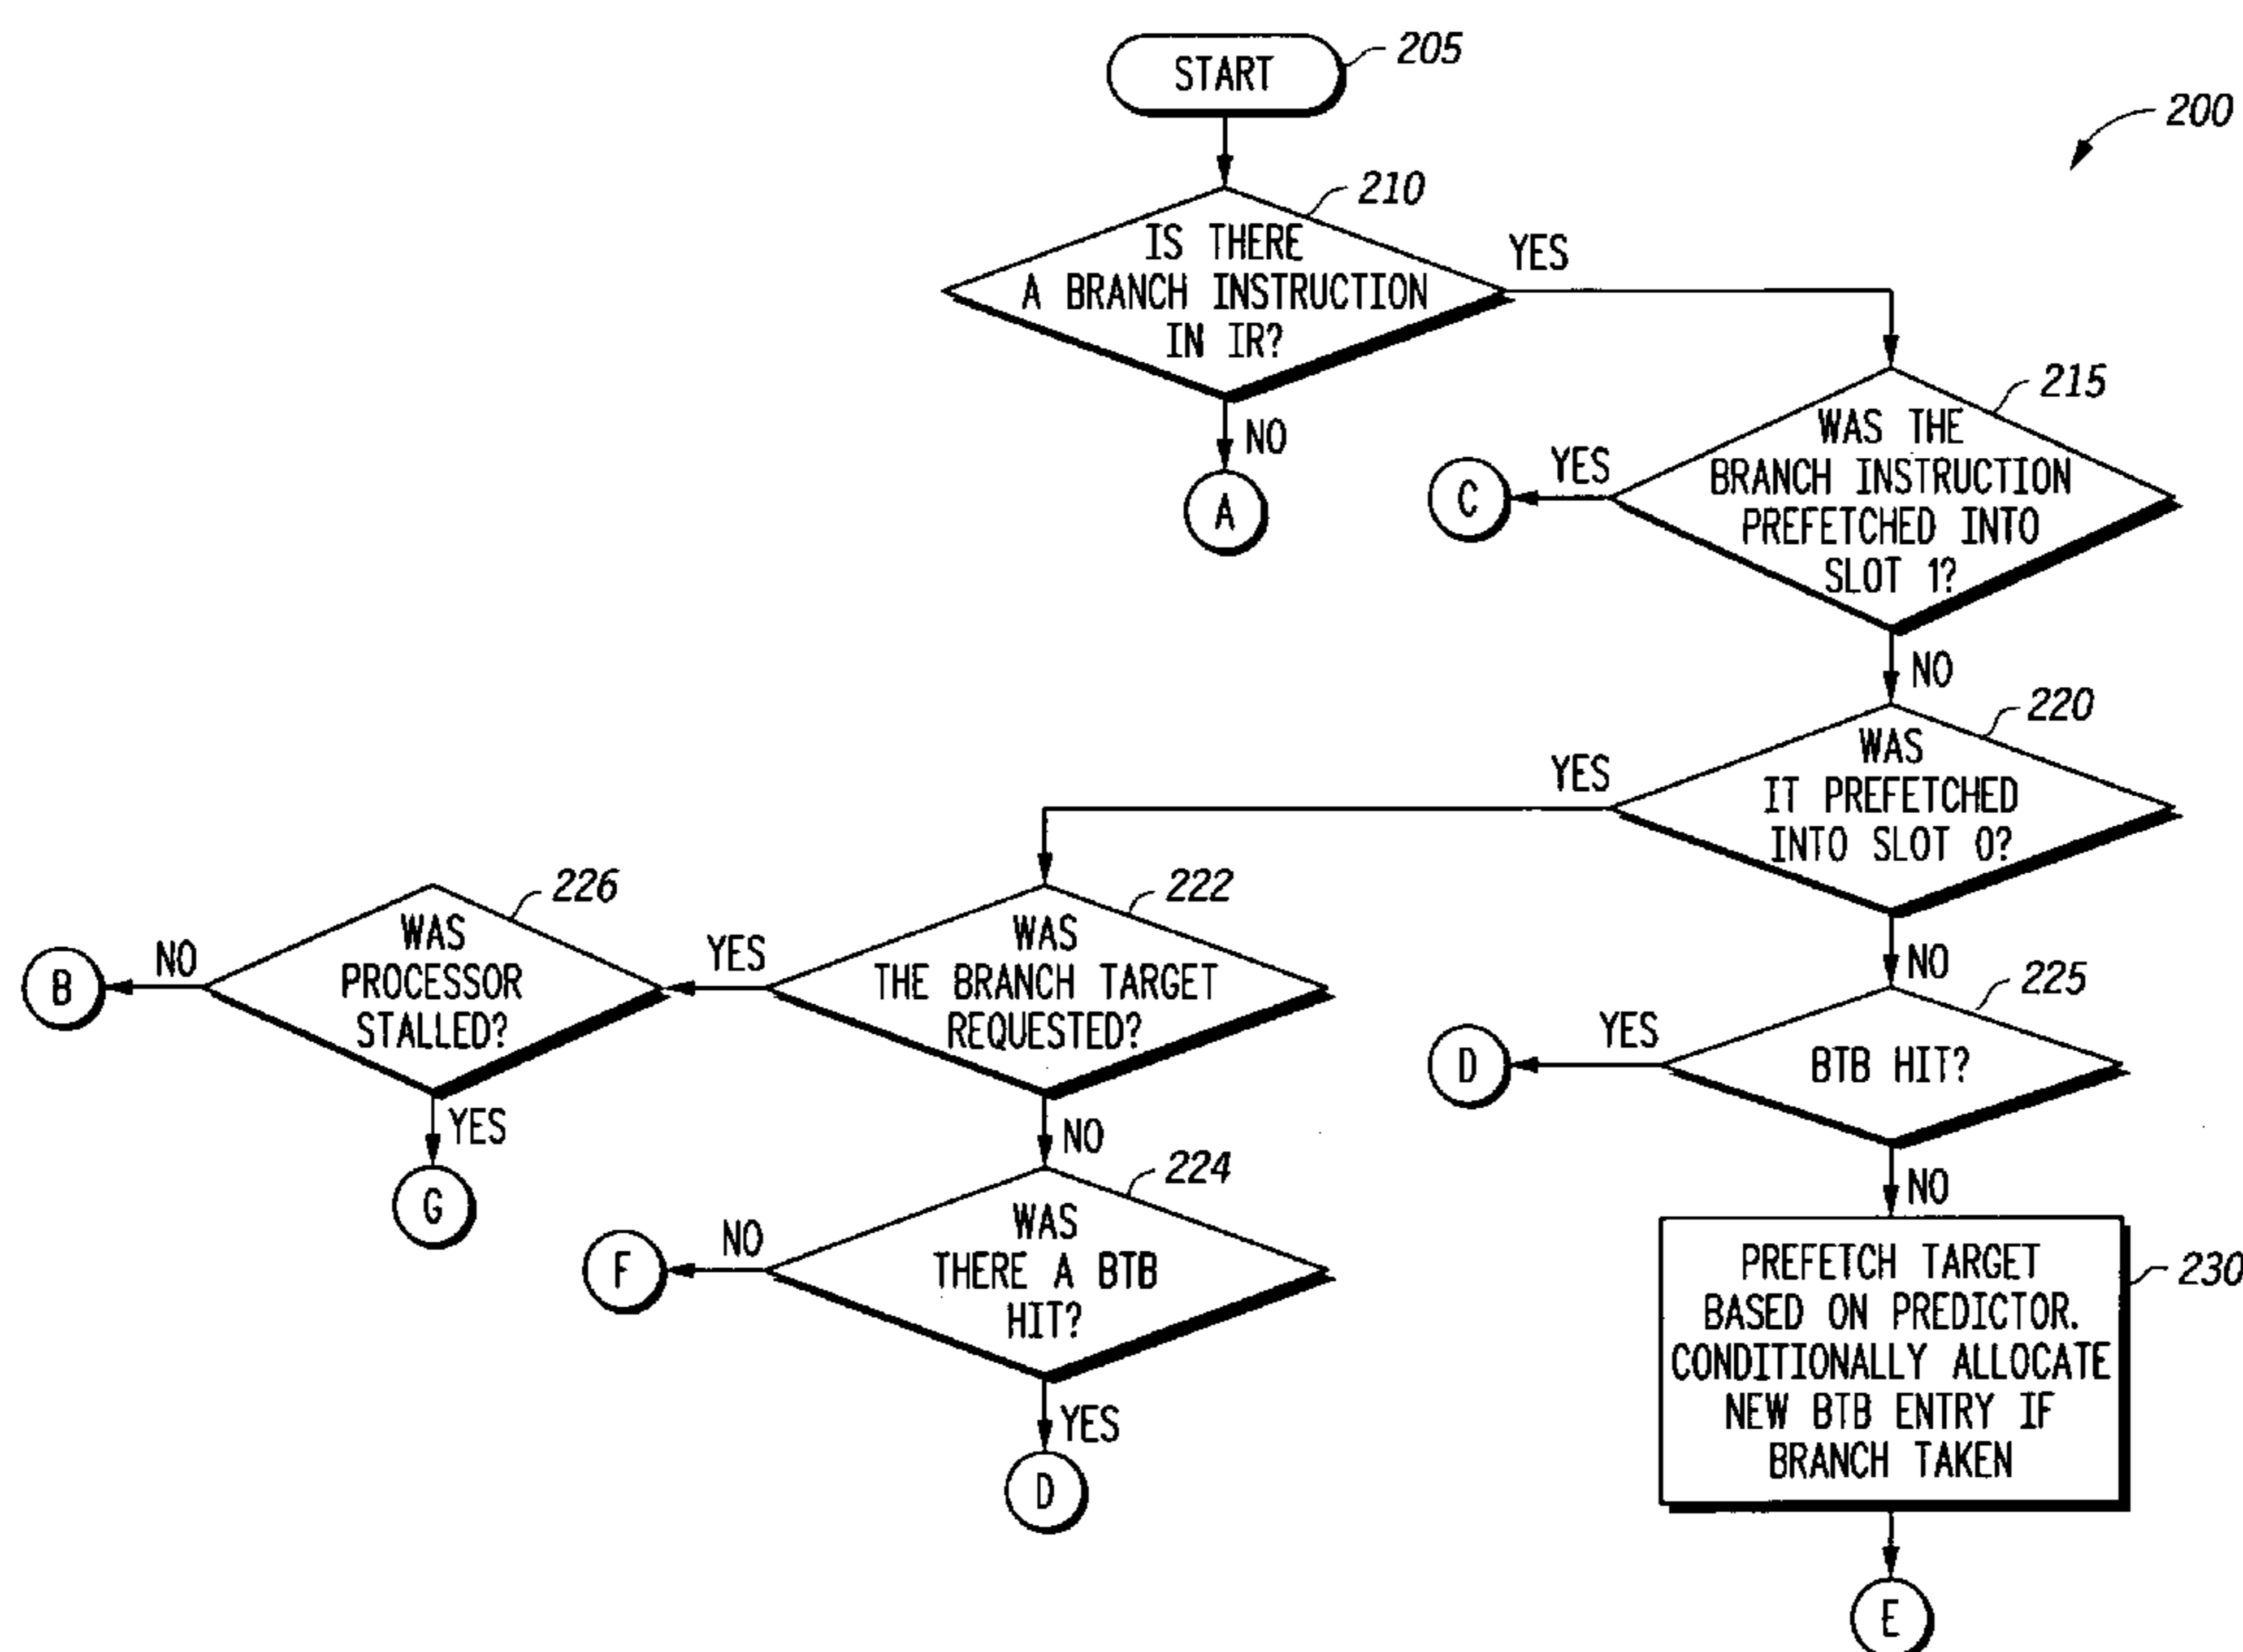 START
205
200
210
IS THERE
A BRANCH INSTRUCTION
IN IR?
YES
NO
A
215
WAS THE
BRANCH INSTRUCTION
PREFETCHED INTO
SLOT 1?
YES
C
NO
220
WAS
IT PREFETCHED
INTO SLOT 0?
YES
NO
226
WAS
PROCESSOR
STALLED?
NO
B
YES
G
222
WAS
THE BRANCH TARGET
REQUESTED?
YES
NO
224
WAS
THERE A BTB
HIT?
NO
F
YES
D
225
BTB HIT?
YES
D
NO
230
PREFETCH TARGET
BASED ON PREDICTOR.
CONDITIONALLY ALLOCATE
NEW BTB ENTRY IF
BRANCH TAKEN
E